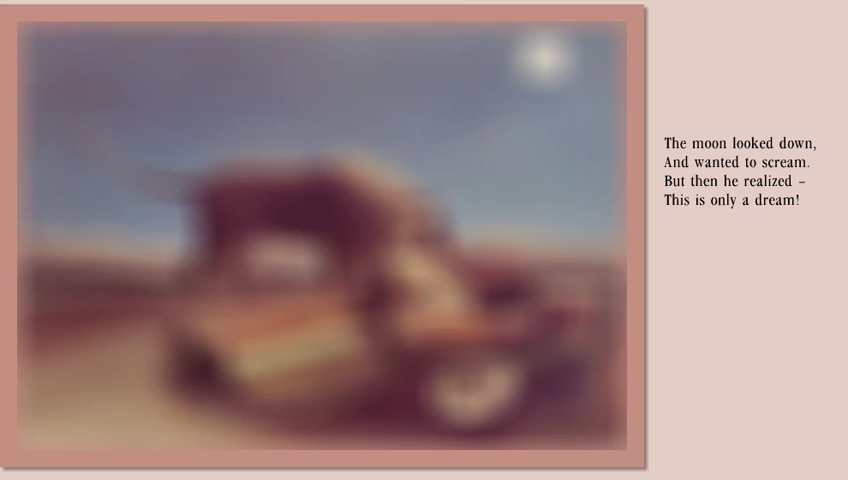 The moon looked down,
And wanted to scream.
But then he realized –
This is only a dream!